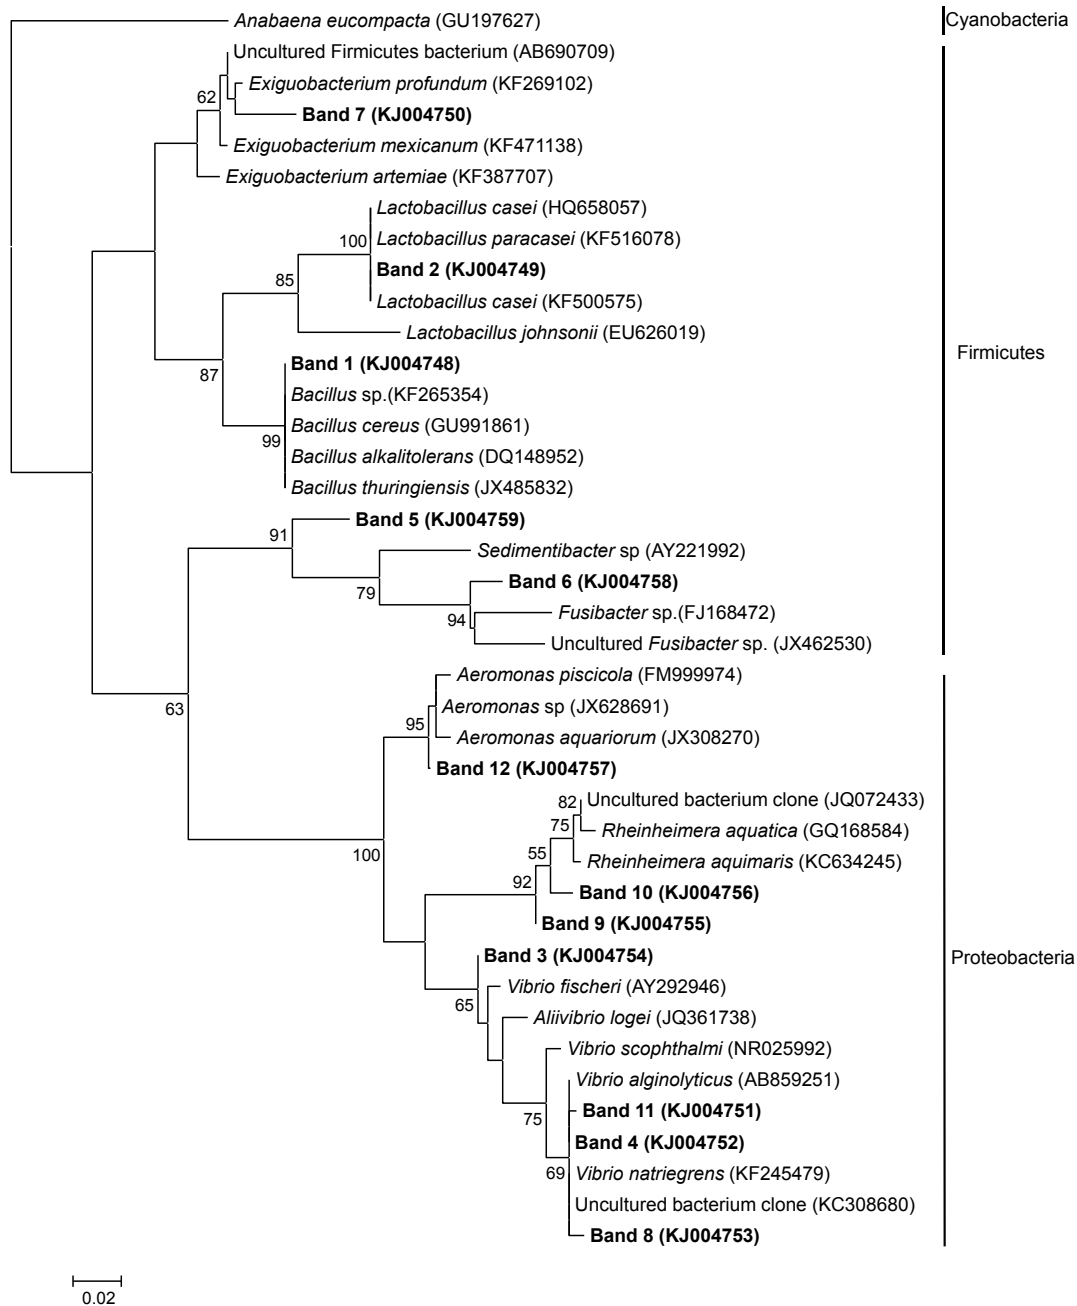 Anabaena eucompacta (GU197627)
Cyanobacteria
Uncultured Firmicutes bacterium (AB690709)
Exiguobacterium profundum (KF269102)
62
Band 7 (KJ004750)
Exiguobacterium mexicanum (KF471138)
Exiguobacterium artemiae (KF387707)
Lactobacillus casei (HQ658057)
100
Lactobacillus paracasei (KF516078)
Band 2 (KJ004749)
85
Lactobacillus casei (KF500575)
Lactobacillus johnsonii (EU626019)
Firmicutes
Band 1 (KJ004748)
87
Bacillus sp.(KF265354)
Bacillus cereus (GU991861)
99
Bacillus alkalitolerans (DQ148952)
Bacillus thuringiensis (JX485832)
Band 5 (KJ004759)
91
Sedimentibacter sp (AY221992)
Band 6 (KJ004758)
79
Fusibacter sp.(FJ168472)
94
Uncultured Fusibacter sp. (JX462530)
Aeromonas piscicola (FM999974)
63
Aeromonas sp (JX628691)
95
Aeromonas aquariorum (JX308270)
Band 12 (KJ004757)
82
Uncultured bacterium clone (JQ072433)
75
Rheinheimera aquatica (GQ168584)
100
55
Rheinheimera aquimaris (KC634245)
92
Band 10 (KJ004756)
Band 9 (KJ004755)
Band 3 (KJ004754)
Proteobacteria
Vibrio fischeri (AY292946)
65
Aliivibrio logei (JQ361738)
Vibrio scophthalmi (NR025992)
Vibrio alginolyticus (AB859251)
Band 11 (KJ004751)
75
Band 4 (KJ004752)
69
Vibrio natriegrens (KF245479)
Uncultured bacterium clone (KC308680)
Band 8 (KJ004753)
0.02